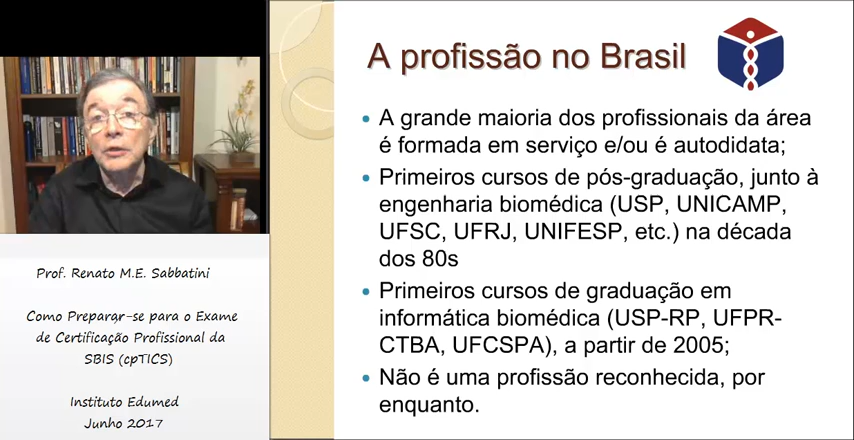 Prof. Renato M.E. Sabbatini
Como Preparar-se para o Exame
de Certificação Profissional da
SBIS (cpTICS)
Instituto Edumed
Junho 2017
A profissão no Brasil
• A grande maioria dos profissionais da área
é formada em serviço e/ou é autodidata;
• Primeiros cursos de pós-graduação, junto à
engenharia biomédica (USP, UNICAMP,
UFSC, UFRJ, UNIFESP, etc.) na década
dos 80s
• Primeiros cursos de graduação em
informática biomédica (USP-RP, UFPR-
CTBA, UFCSPA), a partir de 2005;
• Não é uma profissão reconhecida, por
enquanto.